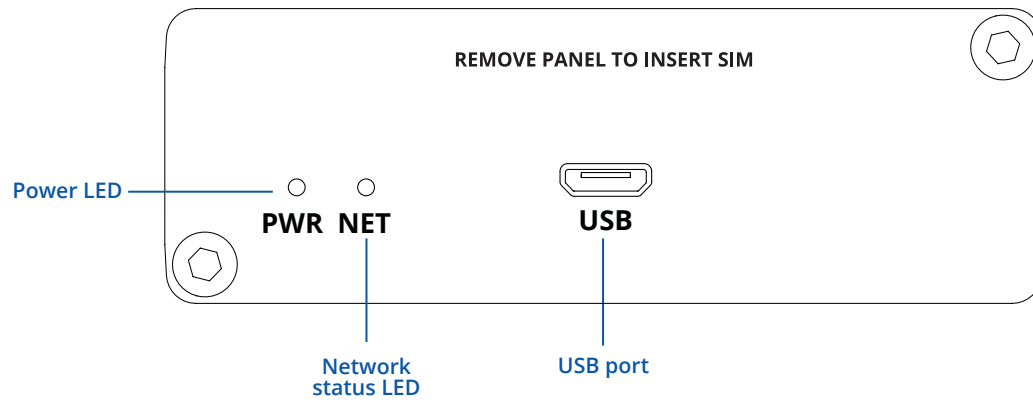 REMOVE PANEL TO INSERT SIM
Power LED
PWR NET
USB
Network
status LED
USB port